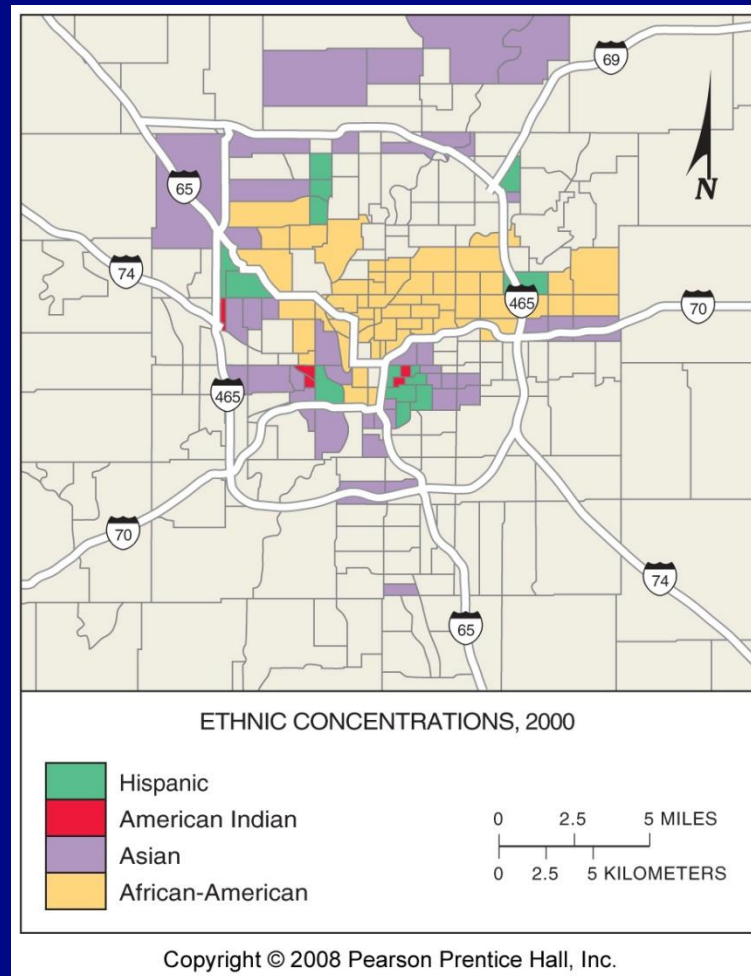 69
N
65
74
465
70
465
70
74
65
ETHNIC CONCENTRATIONS, 2000
Hispanic
American Indian
Asian
African-American
0 2.5 5 MILES
0 2.5 5 KILOMETERS
Copyright © 2008 Pearson Prentice Hall, Inc.